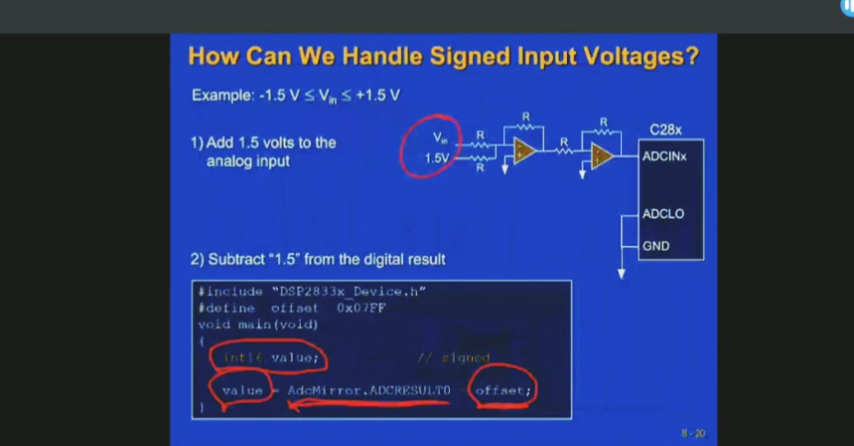 How Can We Handle Signed Input Voltages?
Example: -1.5 V ≤ Vin ≤ +1.5 V
1) Add 1.5 volts to the
analog input
Vin
1.5V
R
R
R
R
R
C28x
ADCINx
ADCLO
GND
2) Subtract “1.5” from the digital result
#include “DSP2833x_Device.h”
#define offset 0x07FF
void main(void)
{
int16 value; // signed
value = AdcMirror.ADCRESULT0 offset;
}
8 - 20